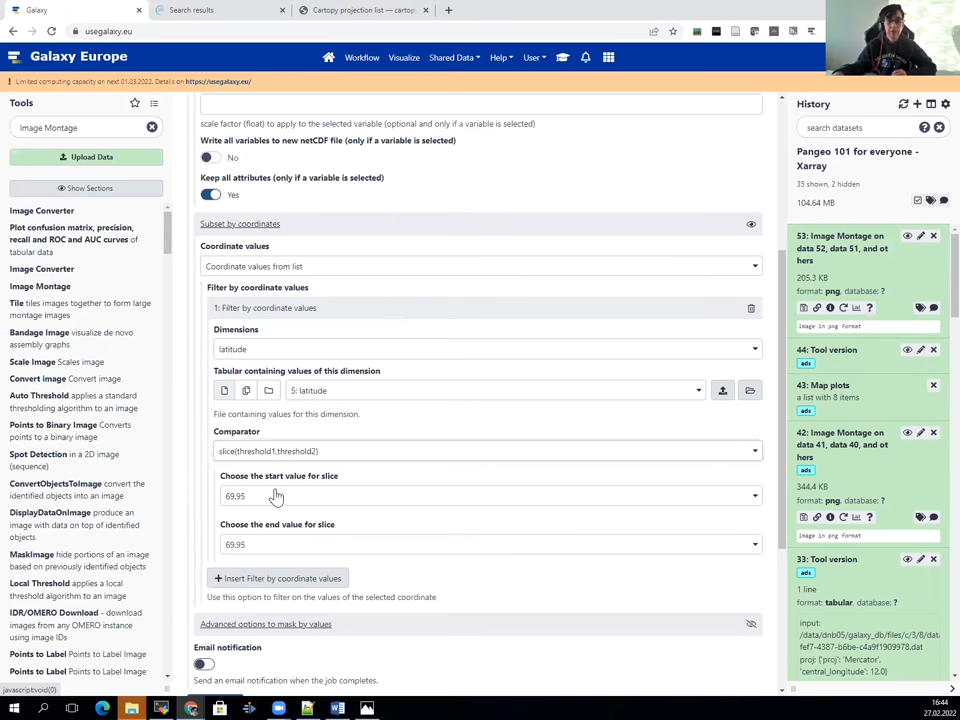 Galaxy
Search results
Cartopy projection list — cartop
usegalaxy.eu
Galaxy Europe
Workflow
Visualize
Shared Data
Help
User
Limited computing capacity on next 01.03.2022. Details on https://usegalaxy.eu/
Tools
Image Montage
Upload Data
Show Sections
Image Converter
Plot confusion matrix, precision,
recall and ROC and AUC curves of
tabular data
Image Converter
Image Montage
Tile tiles images together to form large
montage images
Bandage Image visualize de novo
assembly graphs
Scale Image Scales image
Convert image Convert image
Auto Threshold applies a standard
thresholding algorithm to an image
Points to Binary Image Converts
points to a binary image
Spot Detection in a 2D image
(sequence)
ConvertObjectsToImage convert the
identified objects into an image
DisplayDataOnImage produce an
image with data on top of identified
objects
MaskImage hide portions of an image
based on previously identified objects
Local Threshold applies a local
threshold algorithm to an image
IDR/OMERO Download - download
images from any OMERO instance
using image IDs
Points to Label Points to Label Image
Points to Label Points to Label Image
javascript:void(0)
scale factor (float) to apply to the selected variable (optional and only if a variable is selected)
Write all variables to new netCDF file (only if a variable is selected)
No
Keep all attributes (only if a variable is selected)
Yes
Subset by coordinates
Coordinate values
Coordinate values from list
Filter by coordinate values
1: Filter by coordinate values
Dimensions
latitude
Tabular containing values of this dimension
5: latitude
File containing values for this dimension.
Comparator
slice(threshold1,threshold2)
Choose the start value for slice
69.95
Choose the end value for slice
69.95
Insert Filter by coordinate values
Use this option to filter on the values of the selected coordinate
Advanced options to mask by values
Email notification
Send an email notification when the job completes.
History
search datasets
Pangeo 101 for everyone -
Xarray
35 shown, 2 hidden
104.64 MB
53: Image Montage on
data 52, data 51, and ot
hers
205.3 KB
format: png, database: ?
Image in png format
44: Tool version
ads
43: Map plots
a list with 8 items
ads
42: Image Montage on
data 41, data 40, and ot
hers
344.4 KB
format: png, database: ?
Image in png format
33: Tool version
ads
1 line
format: tabular, database: ?
input:
/data/dnb05/galaxy_db/files/c/3/8/dat
fef7-4387-b6be-c4a9f1909978.dat
proj: {'proj': 'Mercator',
'central_longitude': 12.0}
16:44
27.02.2022